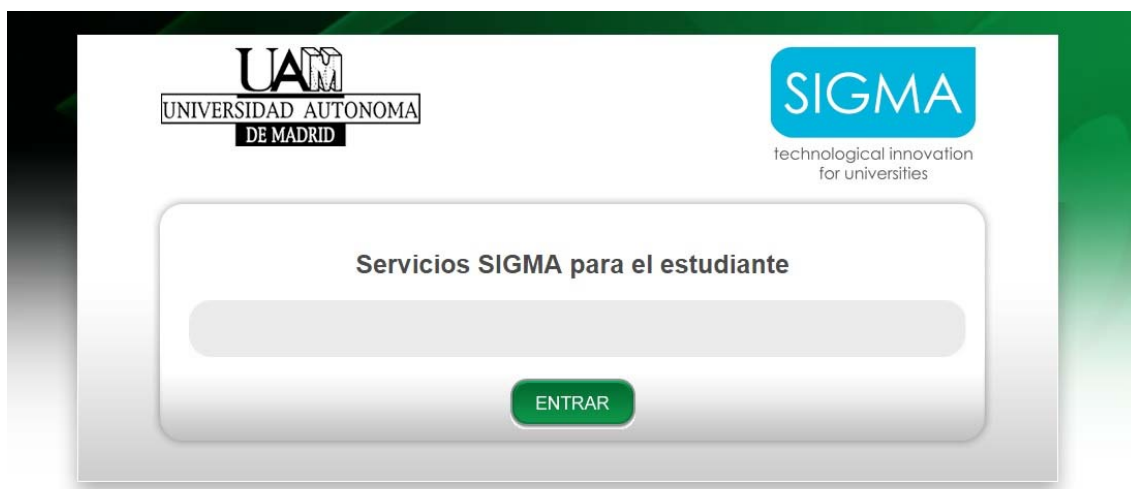 UAM
UNIVERSIDAD AUTONOMA
DE MADRID
SIGMA
technological innovation
for universities
Servicios SIGMA para el estudiante
ENTRAR